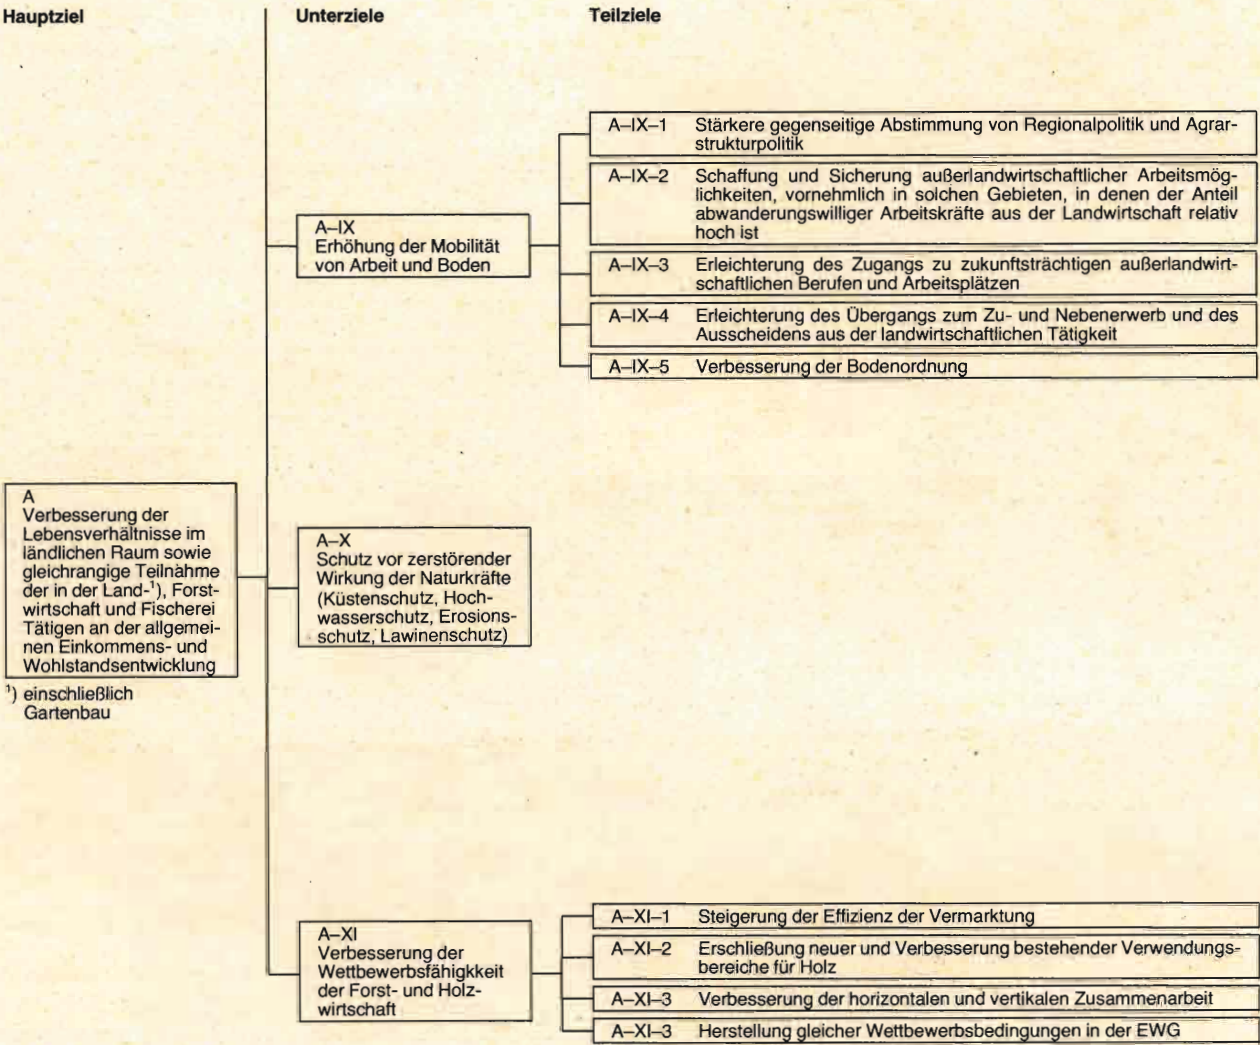 Hauptziel Unterziele Teilziele
A–IX–1 Stärkere gegenseitige Abstimmung von Regionalpolitik und Agrar-
strukturpolitik
A–IX–2 Schaffung und Sicherung außerlandwirtschaftlicher Arbeitsmög-
lichkeiten, vornehmlich in solchen Gebieten, in denen der Anteil
abwanderungswilliger Arbeitskräfte aus der Landwirtschaft relativ
hoch ist
A–IX
Erhöhung der Mobilität
von Arbeit und Boden
A–IX–3 Erleichterung des Zugangs zu zukunftsträchtigen außerlandwirt-
schaftlichen Berufen und Arbeitsplätzen
A–IX–4 Erleichterung des Übergangs zum Zu- und Nebenerwerb und des
Ausscheidens aus der landwirtschaftlichen Tätigkeit
A–IX–5 Verbesserung der Bodenordnung
A
Verbesserung der
Lebensverhältnisse im
ländlichen Raum sowie
gleichrangige Teilnahme
der in der Land-¹), Forst-
wirtschaft und Fischerei
Tätigen an der allgemei-
nen Einkommens- und
Wohlstandsentwicklung
¹) einschließlich
Gartenbau
A–X
Schutz vor zerstörender
Wirkung der Naturkräfte
(Küstenschutz, Hoch-
wasserschutz, Erosions-
schutz, Lawinenschutz)
A–XI
Verbesserung der
Wettbewerbsfähigkkeit
der Forst- und Holz-
wirtschaft
A–XI–1 Steigerung der Effizienz der Vermarktung
A–XI–2 Erschließung neuer und Verbesserung bestehender Verwendungs-
bereiche für Holz
A–XI–3 Verbesserung der horizontalen und vertikalen Zusammenarbeit
A–XI–3 Herstellung gleicher Wettbewerbsbedingungen in der EWG